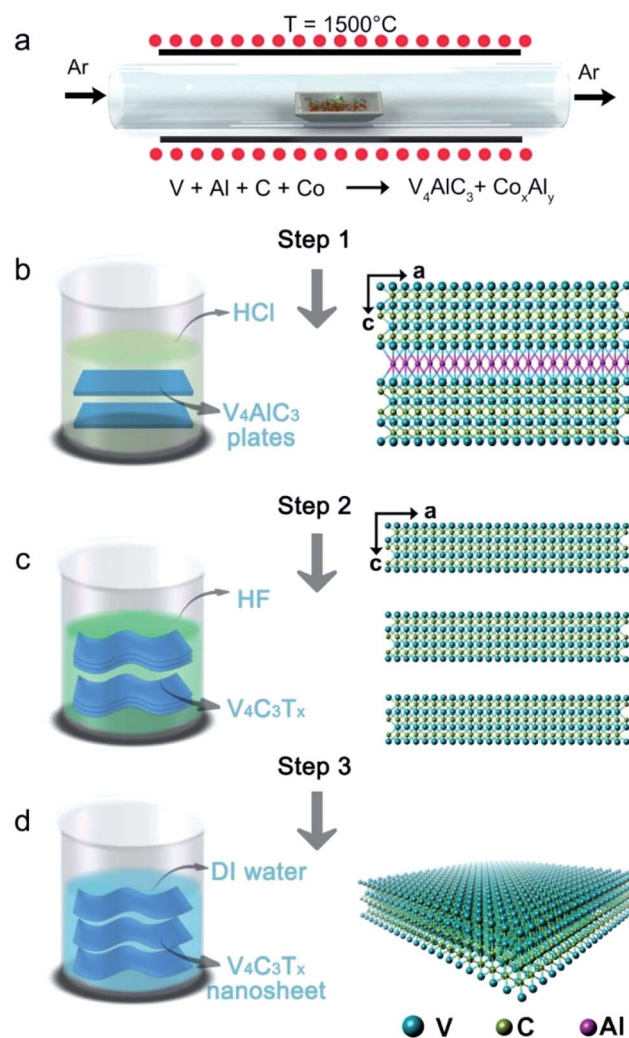 a
T = 1500°C
Ar
Ar
V + Al + C + Co → V₄AlC₃ + CoₓAlᵧ
Step 1
b
HCl
V₄AlC₃
plates
a
c
Step 2
c
HF
V₄C₃Tₓ
a
c
Step 3
d
DI water
V₄C₃Tₓ
nanosheet
V C Al